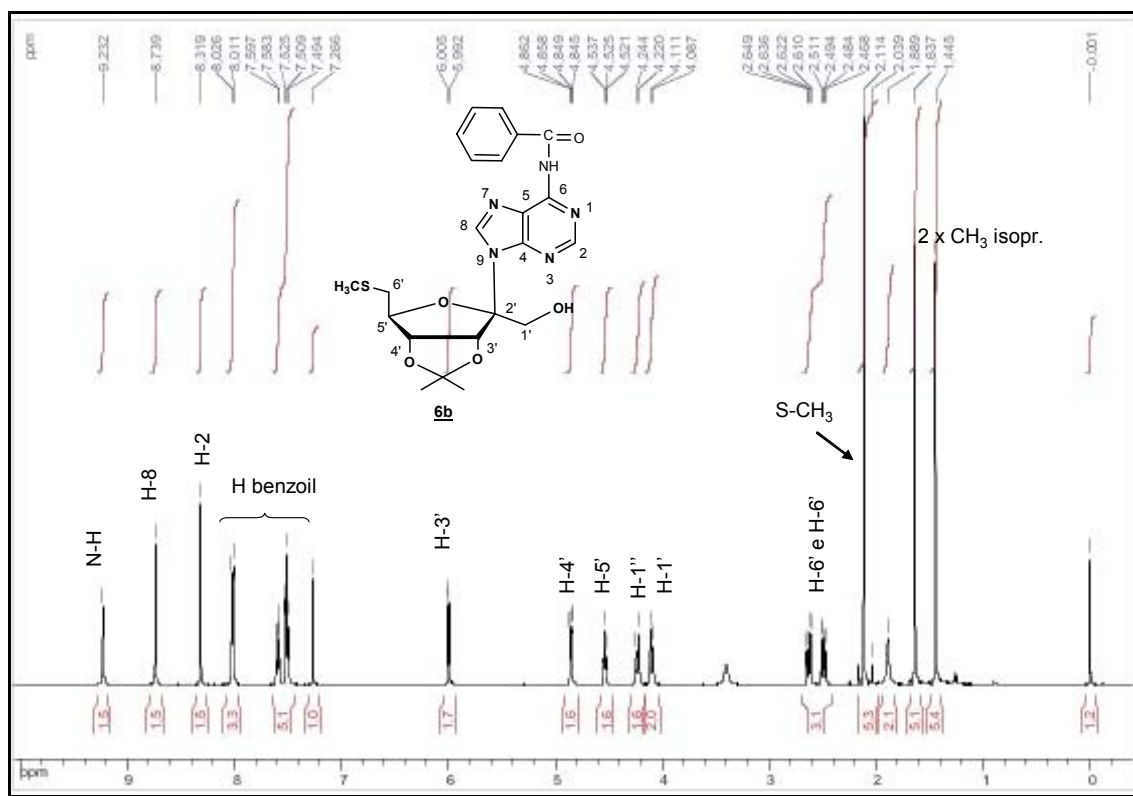 ppm
9.232
8.739
8.319
8.026
8.011
7.597
7.583
7.525
7.509
7.494
7.266
6.005
5.992
4.862
4.858
4.849
4.845
4.537
4.525
4.521
4.244
4.220
4.111
4.087
2.649
2.636
2.622
2.610
2.511
2.494
2.484
2.468
2.114
2.039
1.889
1.637
1.445
-0.001
C O
NH
6
7 N 5 N 1
8
N 4 N 2
9 3
H₃CS 6' O 2' OH
5' 1'
4' 3'
O O
6b
2 x CH₃ isopr.
S-CH₃
N-H
H-8
H-2
H benzoil
H-3'
H-4'
H-5'
H-1''
H-1'
H-6' e H-6'
1.5 1.5 1.6 3.3 5.1 1.0 1.7 1.6 1.6 1.6 2.0 3.1 5.3 2.1 5.1 5.4 1.2
ppm 9 8 7 6 5 4 3 2 1 0